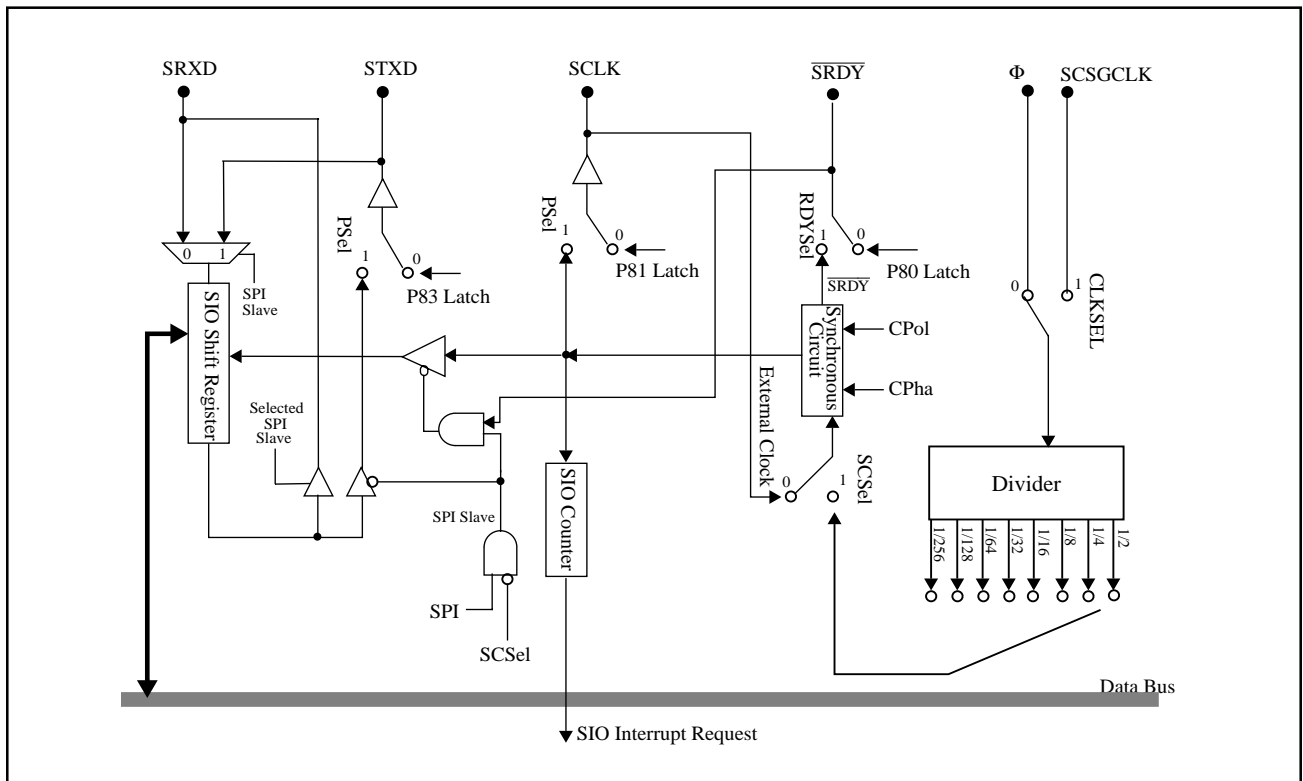 SRXD
STXD
SCLK
SRDY
Φ
SCSGCLK
PSel
1
0
P83 Latch
PSel
1
0
P81 Latch
RDYSel
1
0
P80 Latch
SRDY
0
1
CLKSEL
0
1
SPI
Slave
SIO Shift Register
Synchronous
Circuit
CPol
CPha
External Clock
Selected
SPI
Slave
SPI Slave
SIO Counter
0
1
SCSel
Divider
1/256
1/128
1/64
1/32
1/16
1/8
1/4
1/2
SPI
SCSel
Data Bus
SIO Interrupt Request